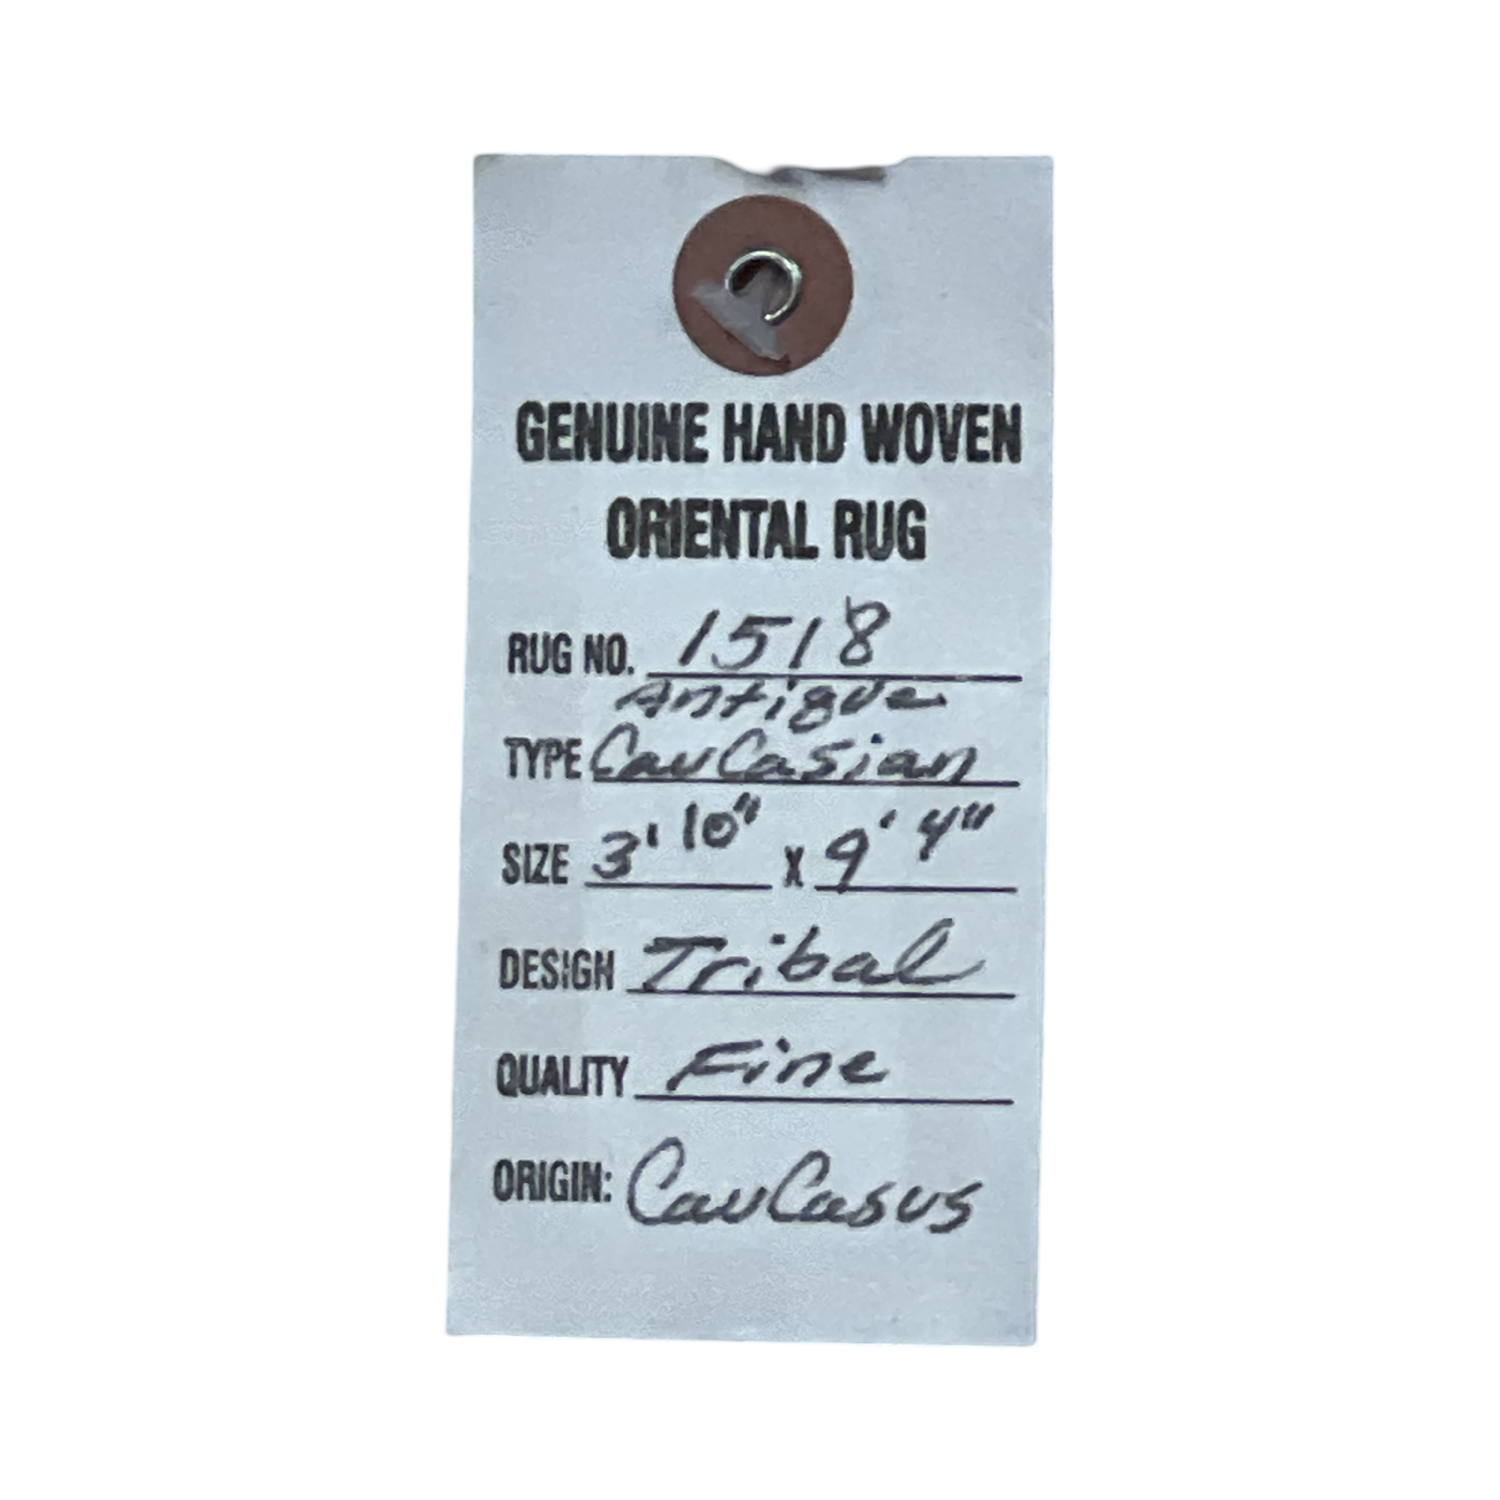 GENUINE HAND WOVEN
ORIENTAL RUG
RUG NO. 1518
Antique
TYPE Caucasian
SIZE 3' 10" x 9' 4"
DESIGN Tribal
QUALITY Fine
ORIGIN: Caucasus